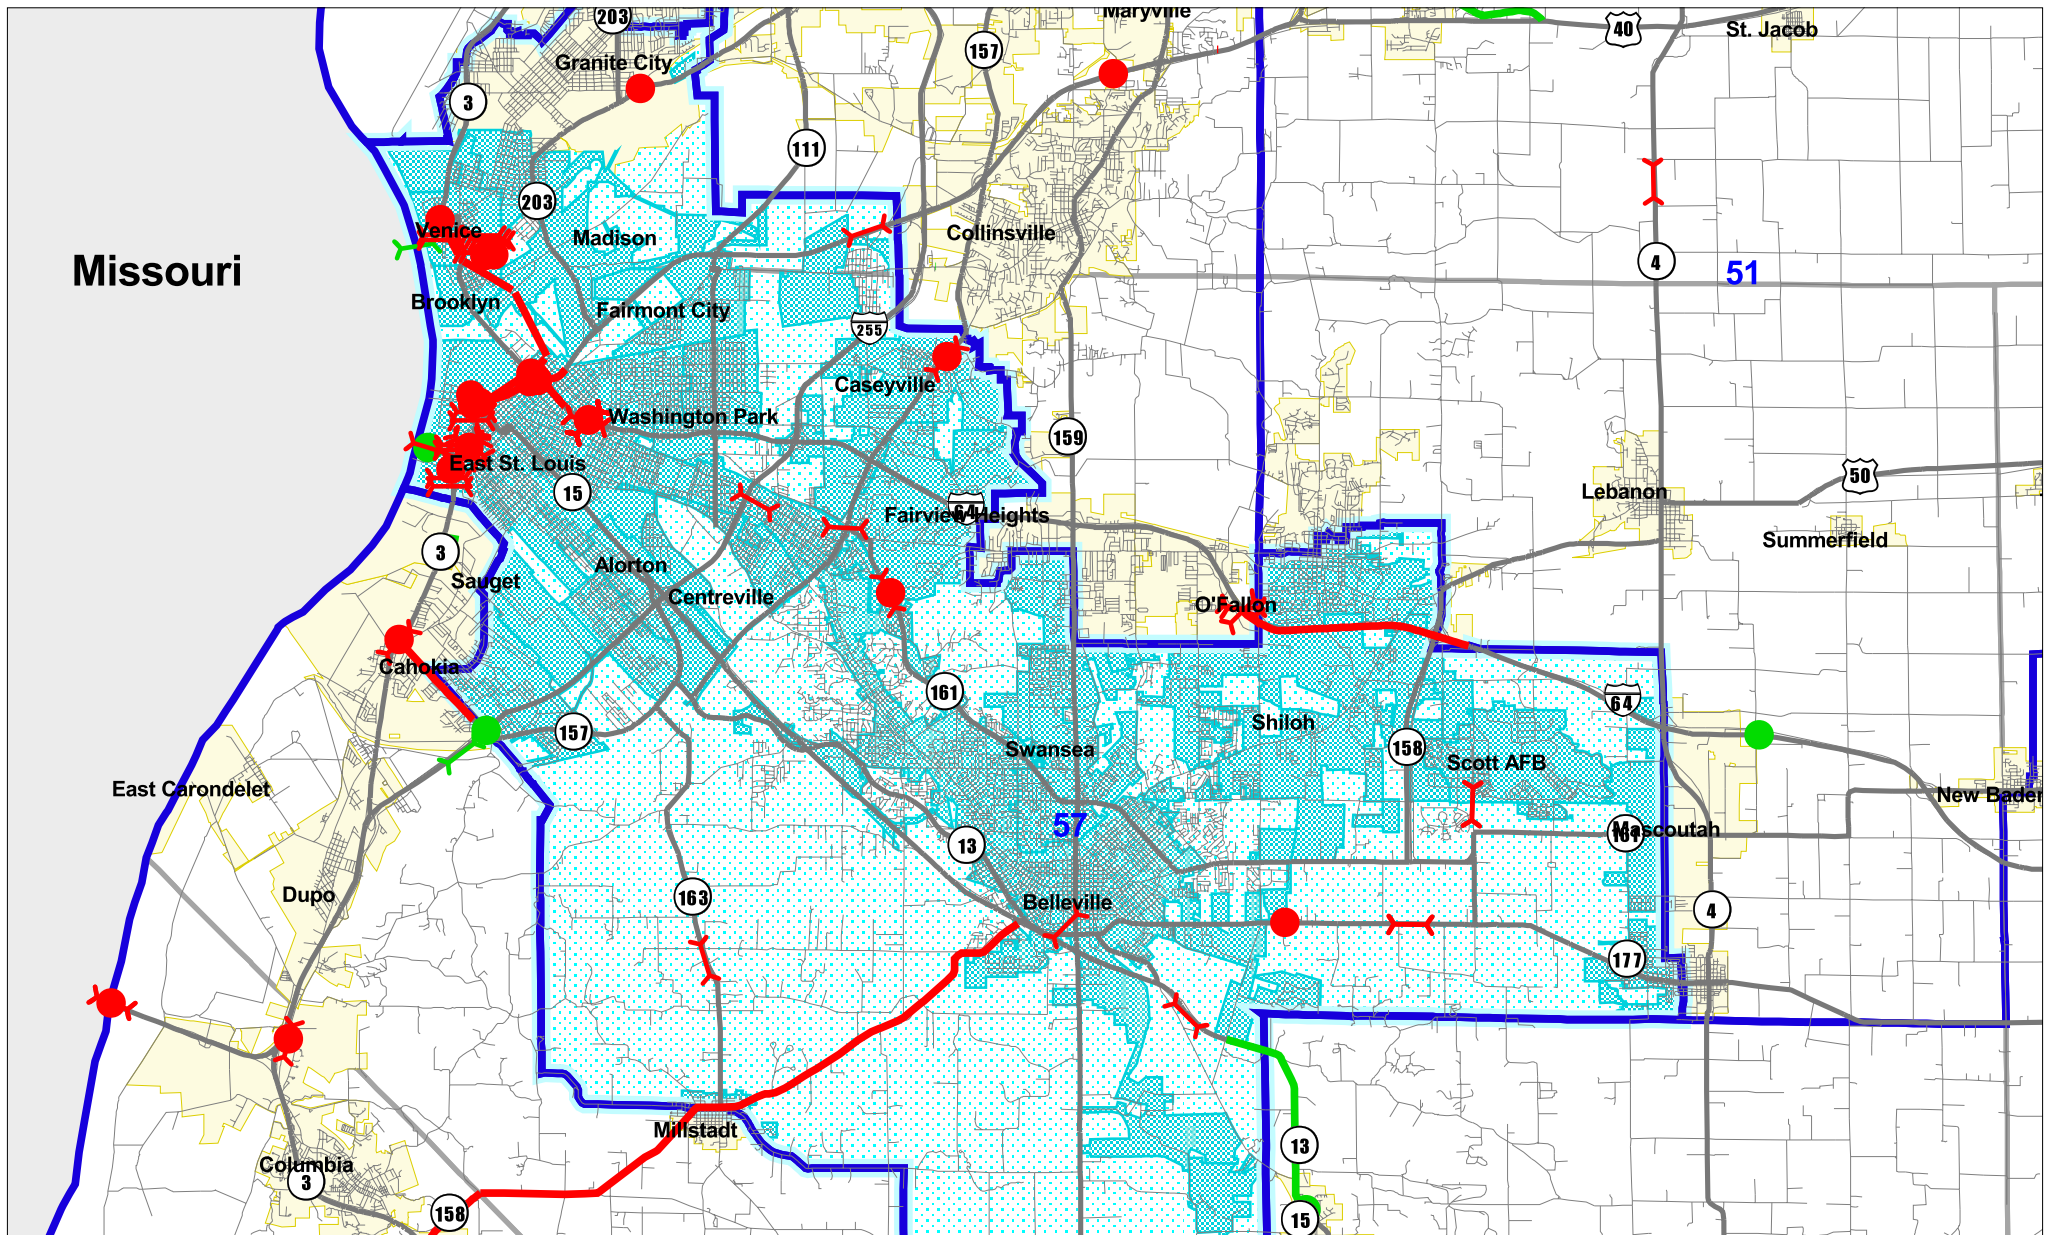 203
Maryville
40
St. Jacob
157
Granite City
3
111
203
Venice
Madison
Collinsville
Missouri
4
51
Brooklyn
Fairmont City
255
Caseyville
Washington Park
159
East St. Louis
15
50
Lebanon
64
Fairview Heights
3
Summerfield
Alorton
Sauget
Centreville
O'Fallon
Cahokia
161
64
Shiloh
157
158
Swansea
Scott AFB
East Carondelet
New Baden
57
161
Mascoutah
13
Dupo
163
Belleville
4
177
Millstadt
13
Columbia
3
158
15